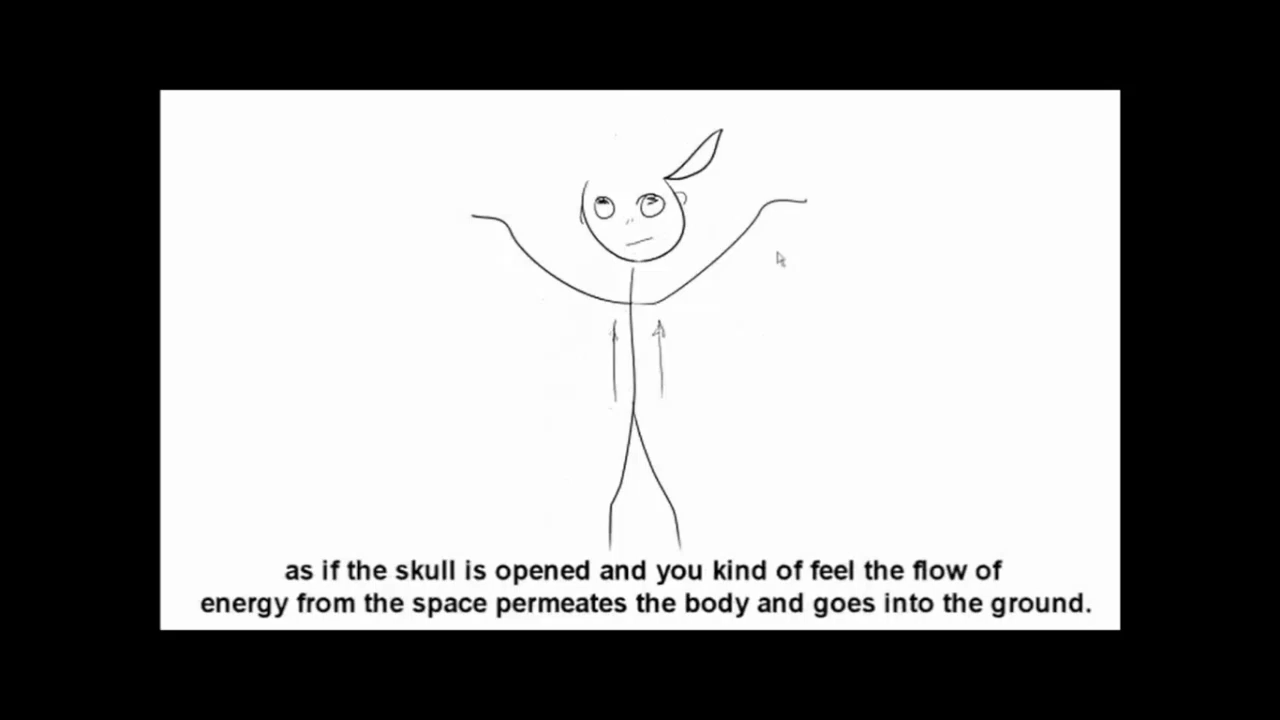 as if the skull is opened and you kind of feel the flow of
energy from the space permeates the body and goes into the ground.